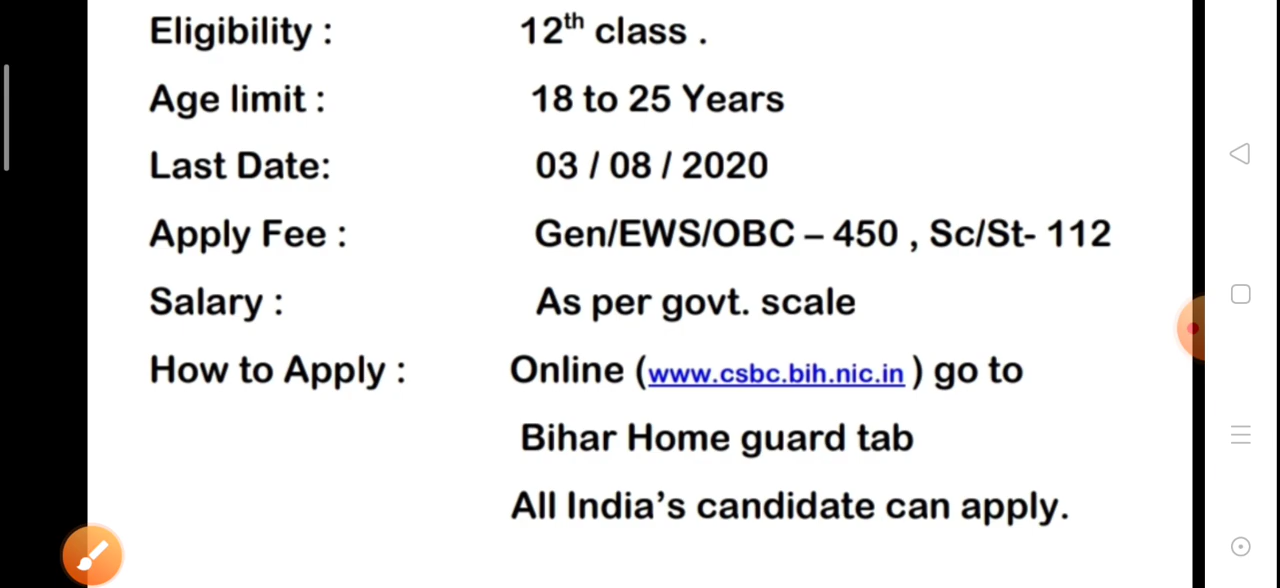 Eligibility : 12th class .
Age limit : 18 to 25 Years
Last Date: 03 / 08 / 2020
Apply Fee : Gen/EWS/OBC – 450 , Sc/St- 112
Salary : As per govt. scale
How to Apply : Online (www.csbc.bih.nic.in ) go to
Bihar Home guard tab
All India’s candidate can apply.